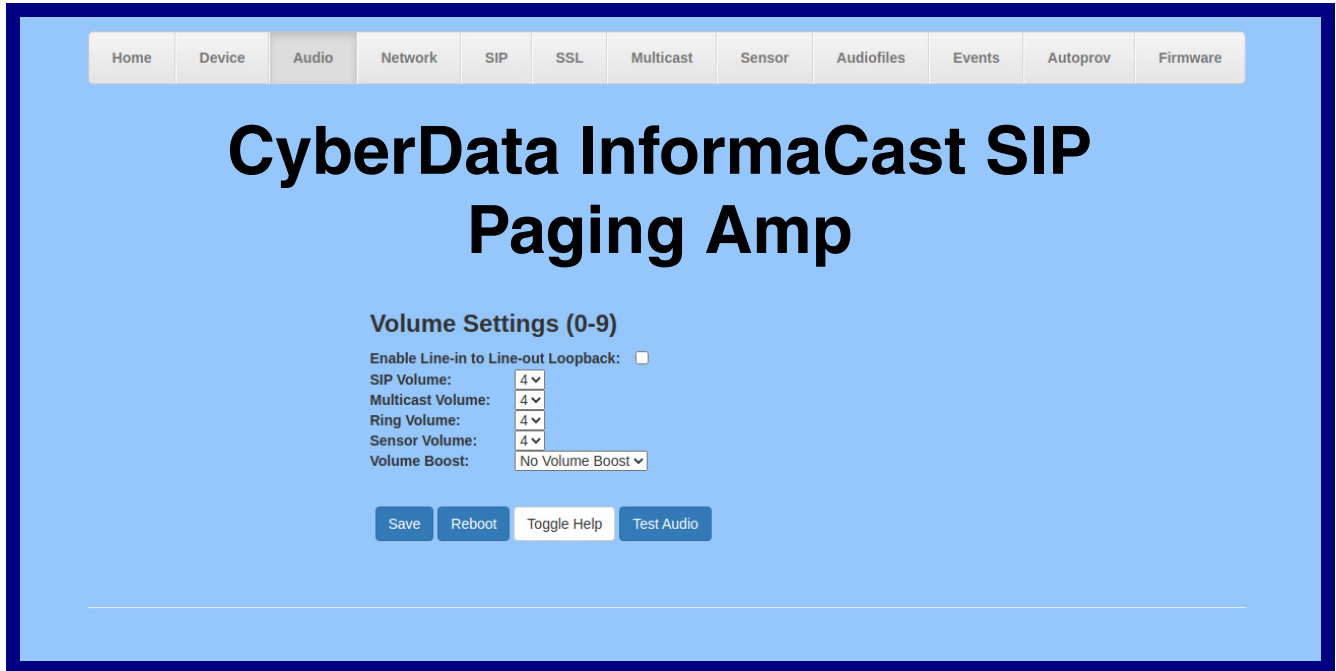 Home Device Audio Network SIP SSL Multicast Sensor Audiofiles Events Autoprov Firmware
CyberData InformaCast SIP
Paging Amp
Volume Settings (0-9)
Enable Line-in to Line-out Loopback:
SIP Volume: 4
Multicast Volume: 4
Ring Volume: 4
Sensor Volume: 4
Volume Boost: No Volume Boost
Save Reboot Toggle Help Test Audio